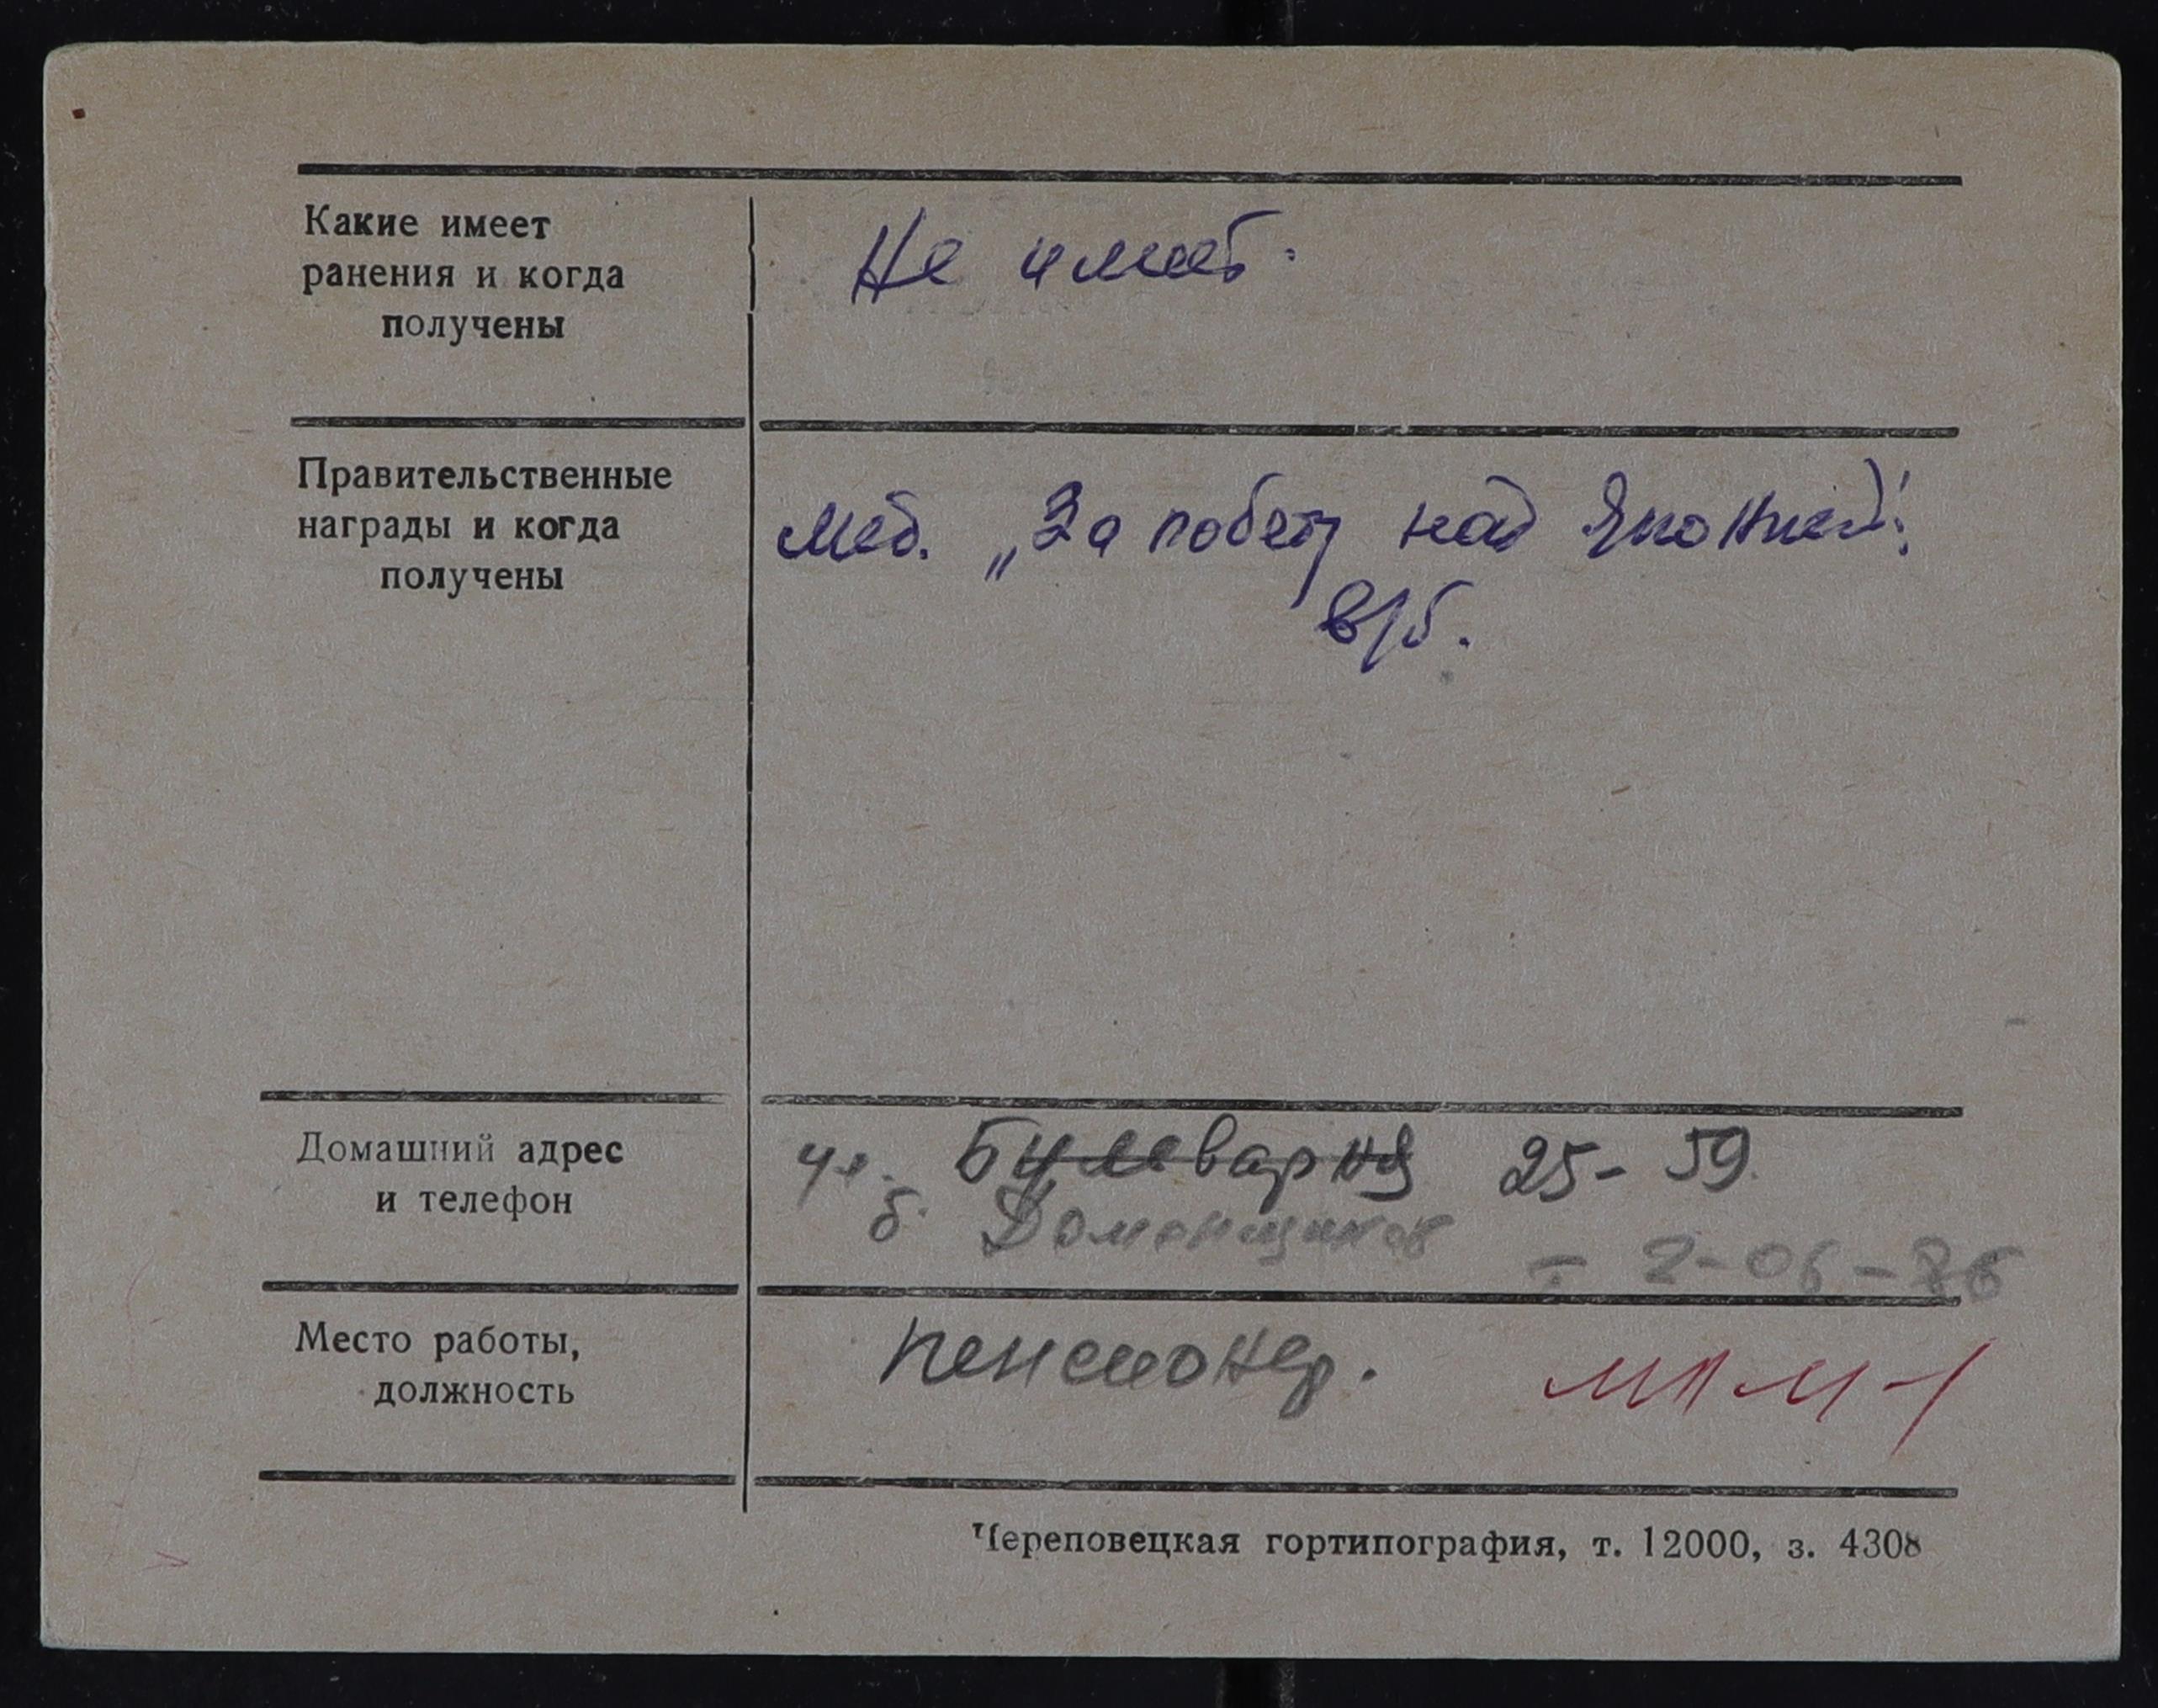 Какие имеет
ранения и когда
получены
Не имеет.
Правительственные
награды и когда
получены
Мед. „За победу над Японией".
в/б.
Домашний адрес
и телефон
ул. Бульварная 25-59.
б. Доменщиков
т 2-06-86
Место работы,
должность
пенсионер.
Череповецкая гортипография, т. 12000, з. 4308